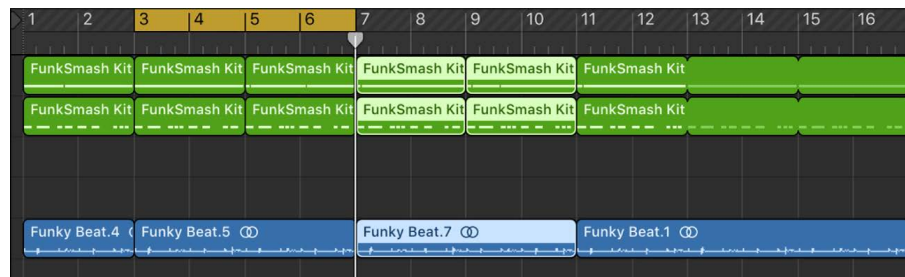 1 2 3 4 5 6 7 8 9 10 11 12 13 14 15 16
FunkSmash Kit FunkSmash Kit FunkSmash Kit FunkSmash Kit FunkSmash Kit FunkSmash Kit
FunkSmash Kit FunkSmash Kit FunkSmash Kit FunkSmash Kit FunkSmash Kit FunkSmash Kit
Funky Beat.4 Funky Beat.5 Funky Beat.7 Funky Beat.1